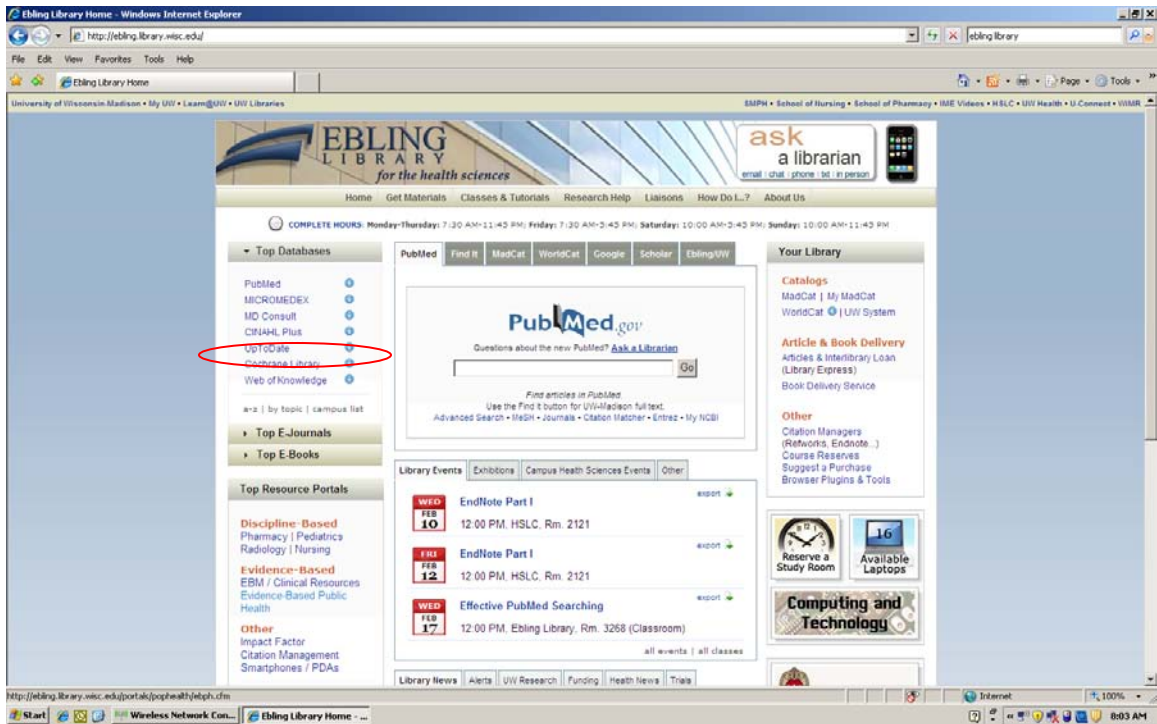 Ebling Library Home - Windows Internet Explorer
http://ebling.library.wisc.edu/
ebling library
File Edit View Favorites Tools Help
Ebling Library Home
Page Tools
University of Wisconsin-Madison • My UW • Learn@UW • UW Libraries
SMPH • School of Nursing • School of Pharmacy • IME Videos • HSLC • UW Health • U-Connect • WIMR
EBLING
LIBRARY
for the health sciences
ask
a librarian
email | chat | phone | txt | in person
Home Get Materials Classes & Tutorials Research Help Liaisons How Do I...? About Us
COMPLETE HOURS: Monday-Thursday: 7:30 AM-11:45 PM; Friday: 7:30 AM-5:45 PM; Saturday: 10:00 AM-5:45 PM; Sunday: 10:00 AM-11:45 PM
Top Databases
PubMed
MICROMEDEX
MD Consult
CINAHL Plus
UpToDate
Cochrane Library
Web of Knowledge
a-z | by topic | campus list
Top E-Journals
Top E-Books
Top Resource Portals
Discipline-Based
Pharmacy | Pediatrics
Radiology | Nursing
Evidence-Based
EBM / Clinical Resources
Evidence-Based Public
Health
Other
Impact Factor
Citation Management
Smartphones / PDAs
PubMed Find It MadCat WorldCat Google Scholar Ebling/UW
PubMed.gov
Questions about the new PubMed? Ask a Librarian
Go
Find articles in PubMed.
Use the Find It button for UW-Madison full text.
Advanced Search • MeSH • Journals • Citation Matcher • Entrez • My NCBI
Library Events Exhibitions Campus Health Sciences Events Other
export
WED
FEB
10
EndNote Part I
12:00 PM, HSLC, Rm. 2121
export
FRI
FEB
12
EndNote Part I
12:00 PM, HSLC, Rm. 2121
export
WED
FEB
17
Effective PubMed Searching
12:00 PM, Ebling Library, Rm. 3268 (Classroom)
all events | all classes
Library News Alerts UW Research Funding Health News Trials
Your Library
Catalogs
MadCat | My MadCat
WorldCat | UW System
Article & Book Delivery
Articles & Interlibrary Loan
(Library Express)
Book Delivery Service
Other
Citation Managers
(Refworks, Endnote...)
Course Reserves
Suggest a Purchase
Browser Plugins & Tools
Reserve a
Study Room
16
Available
Laptops
Computing and
Technology
http://ebling.library.wisc.edu/portals/pophealth/ebph.cfm
Internet
100%
Start
Wireless Network Con...
Ebling Library Home - ...
8:03 AM